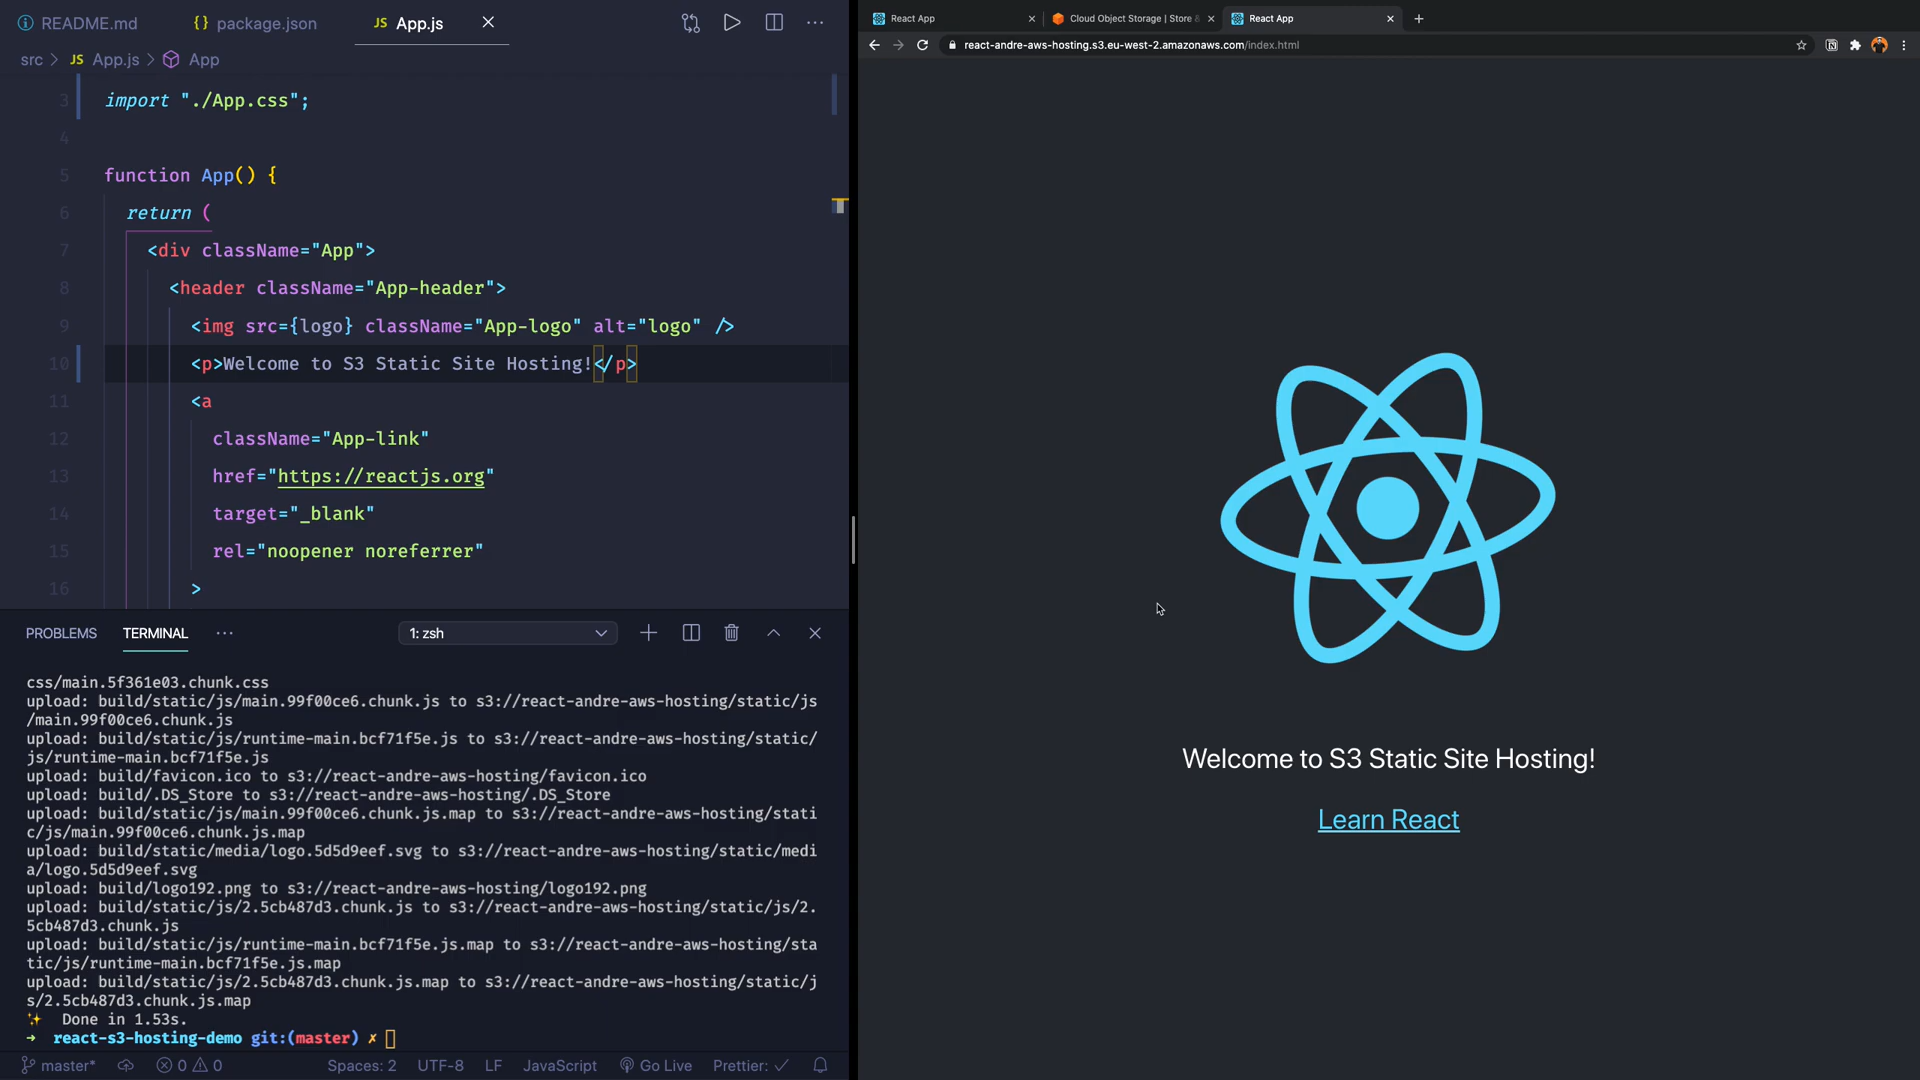 README.md
{} package.json
JS App.js
src > JS App.js > App
3 import "./App.css";
4
5 function App() {
6 return (
7 <div className="App">
8 <header className="App-header">
9 <img src={logo} className="App-logo" alt="logo" />
10 <p>Welcome to S3 Static Site Hosting!</p>
11 <a
12 className="App-link"
13 href="https://reactjs.org"
14 target="_blank"
15 rel="noopener noreferrer"
16 >
PROBLEMS
TERMINAL
1: zsh
css/main.5f361e03.chunk.css
upload: build/static/js/main.99f00ce6.chunk.js to s3://react-andre-aws-hosting/static/js
/main.99f00ce6.chunk.js
upload: build/static/js/runtime-main.bcf71f5e.js to s3://react-andre-aws-hosting/static/
js/runtime-main.bcf71f5e.js
upload: build/favicon.ico to s3://react-andre-aws-hosting/favicon.ico
upload: build/.DS_Store to s3://react-andre-aws-hosting/.DS_Store
upload: build/static/js/main.99f00ce6.chunk.js.map to s3://react-andre-aws-hosting/stati
c/js/main.99f00ce6.chunk.js.map
upload: build/static/media/logo.5d5d9eef.svg to s3://react-andre-aws-hosting/static/medi
a/logo.5d5d9eef.svg
upload: build/logo192.png to s3://react-andre-aws-hosting/logo192.png
upload: build/static/js/2.5cb487d3.chunk.js to s3://react-andre-aws-hosting/static/js/2.
5cb487d3.chunk.js
upload: build/static/js/runtime-main.bcf71f5e.js.map to s3://react-andre-aws-hosting/sta
tic/js/runtime-main.bcf71f5e.js.map
upload: build/static/js/2.5cb487d3.chunk.js.map to s3://react-andre-aws-hosting/static/j
s/2.5cb487d3.chunk.js.map
✨ Done in 1.53s.
➜ react-s3-hosting-demo git:(master) ✗
master*
0
0
Spaces: 2
UTF-8
LF
JavaScript
Go Live
Prettier: ✓
React App
Cloud Object Storage | Store &
React App
react-andre-aws-hosting.s3.eu-west-2.amazonaws.com/index.html
Welcome to S3 Static Site Hosting!
Learn React